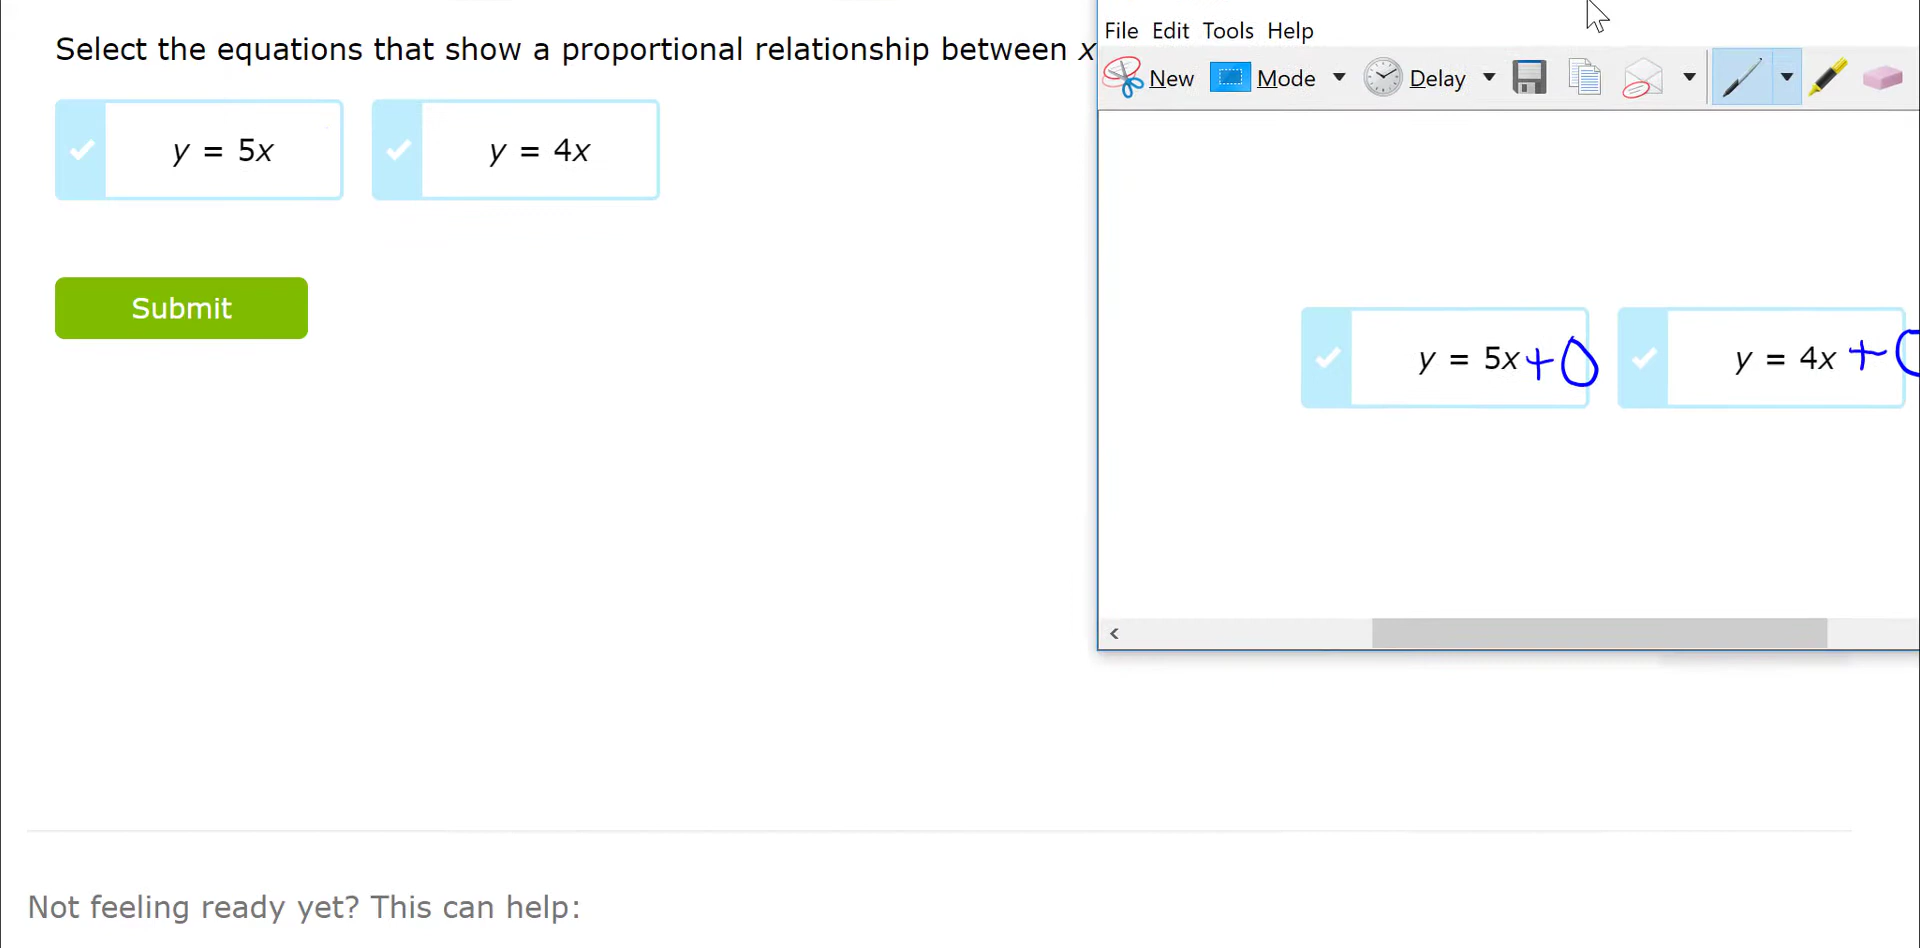 Select the equations that show a proportional relationship between x
y = 5x
y = 4x
Submit
File Edit Tools Help
New Mode Delay
y = 5x+0
y = 4x +
Not feeling ready yet? This can help: